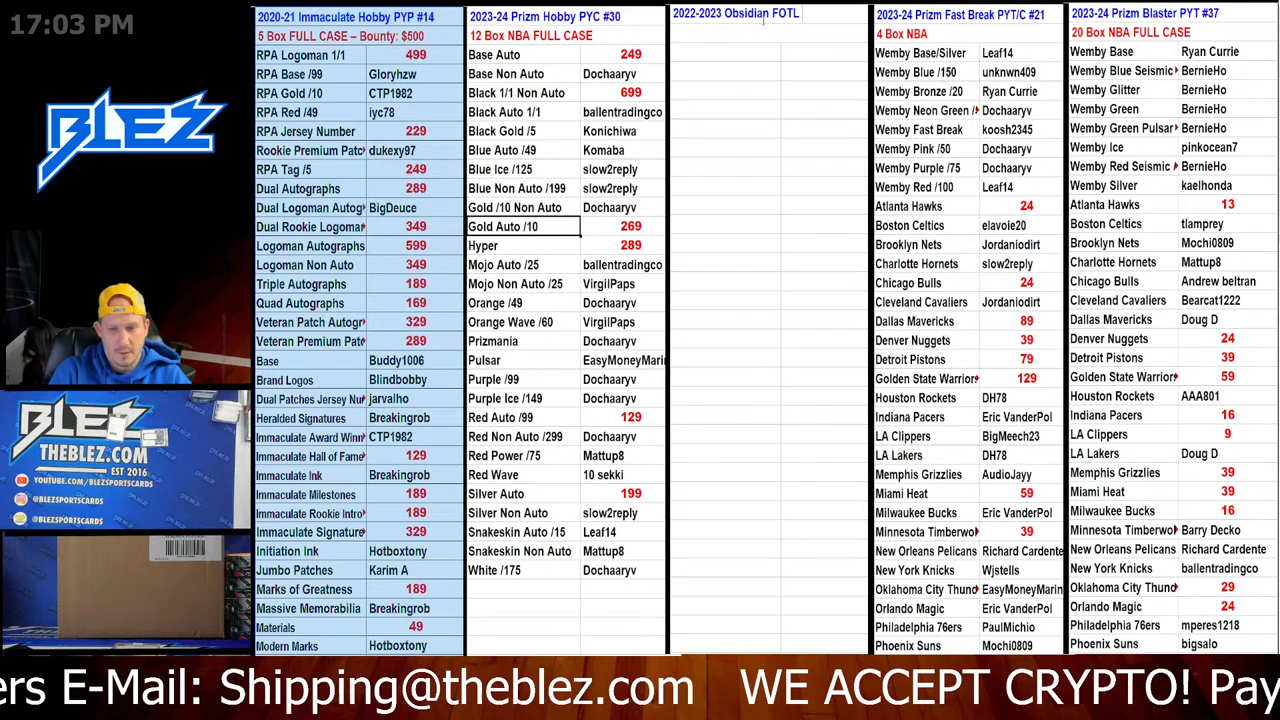 17:03 PM
BLEZ
BLEZ
THEBLEZ.COM
EST 2016
YOUTUBE.COM/BLEZSPORTSCARDS
@BLEZSPORTSCARDS
@BLEZSPORTSCARDS
2020-21 Immaculate Hobby PYP #14
5 Box FULL CASE – Bounty: $500
RPA Logoman 1/1 499
RPA Base /99 Gloryhzw
RPA Gold /10 CTP1982
RPA Red /49 iyc78
RPA Jersey Number 229
Rookie Premium Patc dukexy97
RPA Tag /5 249
Dual Autographs 289
Dual Logoman Autog BigDeuce
Dual Rookie Logoma 349
Logoman Autographs 599
Logoman Non Auto 349
Triple Autographs 189
Quad Autographs 169
Veteran Patch Autogr 329
Veteran Premium Pate 289
Base Buddy1006
Brand Logos Blindbobby
Dual Patches Jersey Nu jarvalho
Heralded Signatures Breakingrob
Immaculate Award Winn CTP1982
Immaculate Hall of Fame 129
Immaculate Ink Breakingrob
Immaculate Milestones 189
Immaculate Rookie Intro 189
Immaculate Signature 329
Initiation Ink Hotboxtony
Jumbo Patches Karim A
Marks of Greatness 189
Massive Memorabilia Breakingrob
Materials 49
Modern Marks Hotboxtony
2023-24 Prizm Hobby PYC #30
12 Box NBA FULL CASE
Base Auto 249
Base Non Auto Dochaaryv
Black 1/1 Non Auto 699
Black Auto 1/1 ballentradingco
Black Gold /5 Konichiwa
Blue Auto /49 Komaba
Blue Ice /125 slow2reply
Blue Non Auto /199 slow2reply
Gold /10 Non Auto Dochaaryv
Gold Auto /10 269
Hyper 289
Mojo Auto /25 ballentradingco
Mojo Non Auto /25 VirgilPaps
Orange /49 Dochaaryv
Orange Wave /60 VirgilPaps
Prizmania Dochaaryv
Pulsar EasyMoneyMarin
Purple /99 Dochaaryv
Purple Ice /149 Dochaaryv
Red Auto /99 129
Red Non Auto /299 Dochaaryv
Red Power /75 Mattup8
Red Wave 10 sekki
Silver Auto 199
Silver Non Auto slow2reply
Snakeskin Auto /15 Leaf14
Snakeskin Non Auto Mattup8
White /175 Dochaaryv
2022-2023 Obsidian FOTL
2023-24 Prizm Fast Break PYT/C #21
4 Box NBA
Wemby Base/Silver Leaf14
Wemby Blue /150 unknwn409
Wemby Bronze /20 Ryan Currie
Wemby Neon Green / Dochaaryv
Wemby Fast Break koosh2345
Wemby Pink /50 Dochaaryv
Wemby Purple /75 Dochaaryv
Wemby Red /100 Leaf14
Atlanta Hawks 24
Boston Celtics elavoie20
Brooklyn Nets Jordaniodirt
Charlotte Hornets slow2reply
Chicago Bulls 24
Cleveland Cavaliers Jordaniodirt
Dallas Mavericks 89
Denver Nuggets 39
Detroit Pistons 79
Golden State Warrior 129
Houston Rockets DH78
Indiana Pacers Eric VanderPol
LA Clippers BigMeech23
LA Lakers DH78
Memphis Grizzlies AudioJayy
Miami Heat 59
Milwaukee Bucks Eric VanderPol
Minnesota Timberwo 39
New Orleans Pelicans Richard Cardente
New York Knicks Wjstells
Oklahoma City Thun EasyMoneyMarin
Orlando Magic Eric VanderPol
Philadelphia 76ers PaulMichio
Phoenix Suns Mochi0809
2023-24 Prizm Blaster PYT #37
20 Box NBA FULL CASE
Wemby Base Ryan Currie
Wemby Blue Seismic BernieHo
Wemby Glitter BernieHo
Wemby Green BernieHo
Wemby Green Pulsar BernieHo
Wemby Ice pinkocean7
Wemby Red Seismic BernieHo
Wemby Silver kaelhonda
Atlanta Hawks 13
Boston Celtics tlamprey
Brooklyn Nets Mochi0809
Charlotte Hornets Mattup8
Chicago Bulls Andrew beltran
Cleveland Cavaliers Bearcat1222
Dallas Mavericks Doug D
Denver Nuggets 24
Detroit Pistons 39
Golden State Warrior 59
Houston Rockets AAA801
Indiana Pacers 16
LA Clippers 9
LA Lakers Doug D
Memphis Grizzlies 39
Miami Heat 39
Milwaukee Bucks 16
Minnesota Timberwo Barry Decko
New Orleans Pelicans Richard Cardente
New York Knicks ballendtradingco
Oklahoma City Thun 29
Orlando Magic 24
Philadelphia 76ers mperes1218
Phoenix Suns bigsalo
ers E-Mail: Shipping@theblez.com WE ACCEPT CRYPTO! Pay